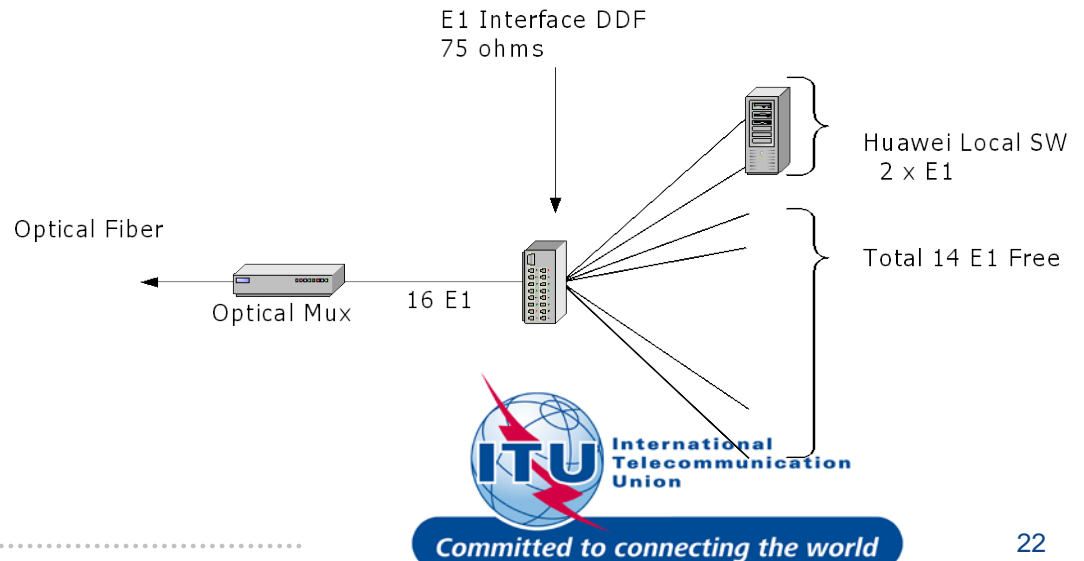 E1 Interface DDF
75 ohms
Huawei Local SW
2 x E1
Optical Fiber
Total 14 E1 Free
16 E1
Optical Mux
ITU
International
Telecommunication
Union
Committed to connecting the world
22